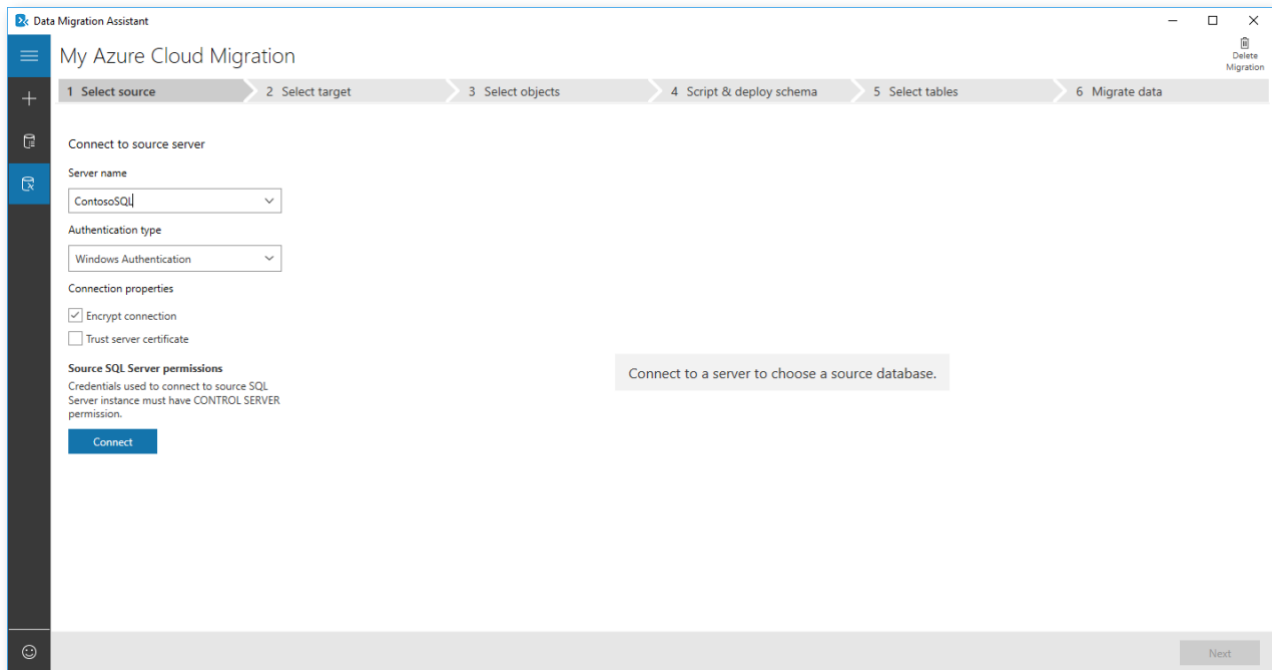 Data Migration Assistant
My Azure Cloud Migration
Delete
Migration
1 Select source
2 Select target
3 Select objects
4 Script & deploy schema
5 Select tables
6 Migrate data
Connect to source server
Server name
ContosoSQL
Authentication type
Windows Authentication
Connection properties
Encrypt connection
Trust server certificate
Source SQL Server permissions
Credentials used to connect to source SQL
Server instance must have CONTROL SERVER
permission.
Connect
Connect to a server to choose a source database.
Next